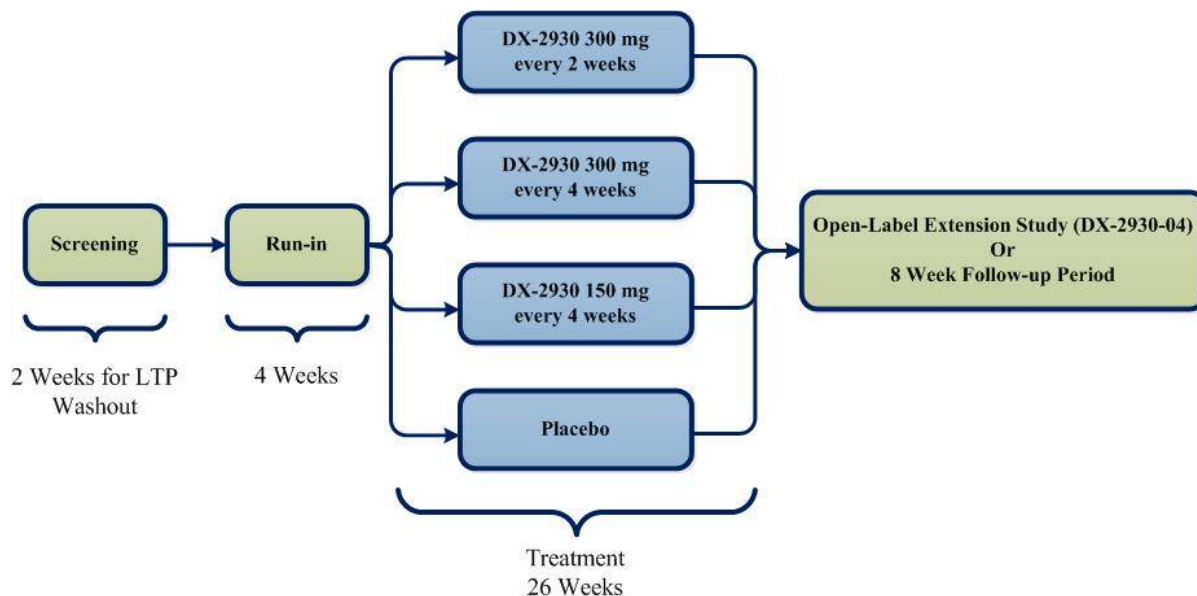 Screening
2 Weeks for LTP
Washout
Run-in
4 Weeks
DX-2930 300 mg
every 2 weeks
DX-2930 300 mg
every 4 weeks
DX-2930 150 mg
every 4 weeks
Placebo
Treatment
26 Weeks
Open-Label Extension Study (DX-2930-04)
Or
8 Week Follow-up Period